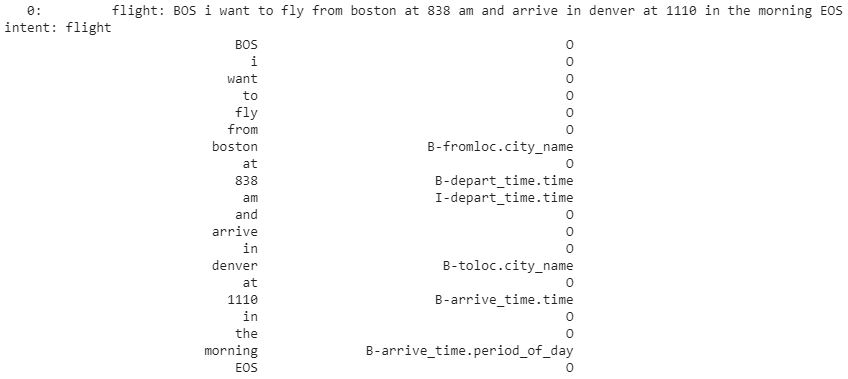 0: flight: BOS i want to fly from boston at 838 am and arrive in denver at 1110 in the morning EOS
intent: flight
BOS O
i O
want O
to O
fly O
from O
boston B-fromloc.city_name
at O
838 B-depart_time.time
am I-depart_time.time
and O
arrive O
in O
denver B-toloc.city_name
at O
1110 B-arrive_time.time
in O
the O
morning B-arrive_time.period_of_day
EOS O